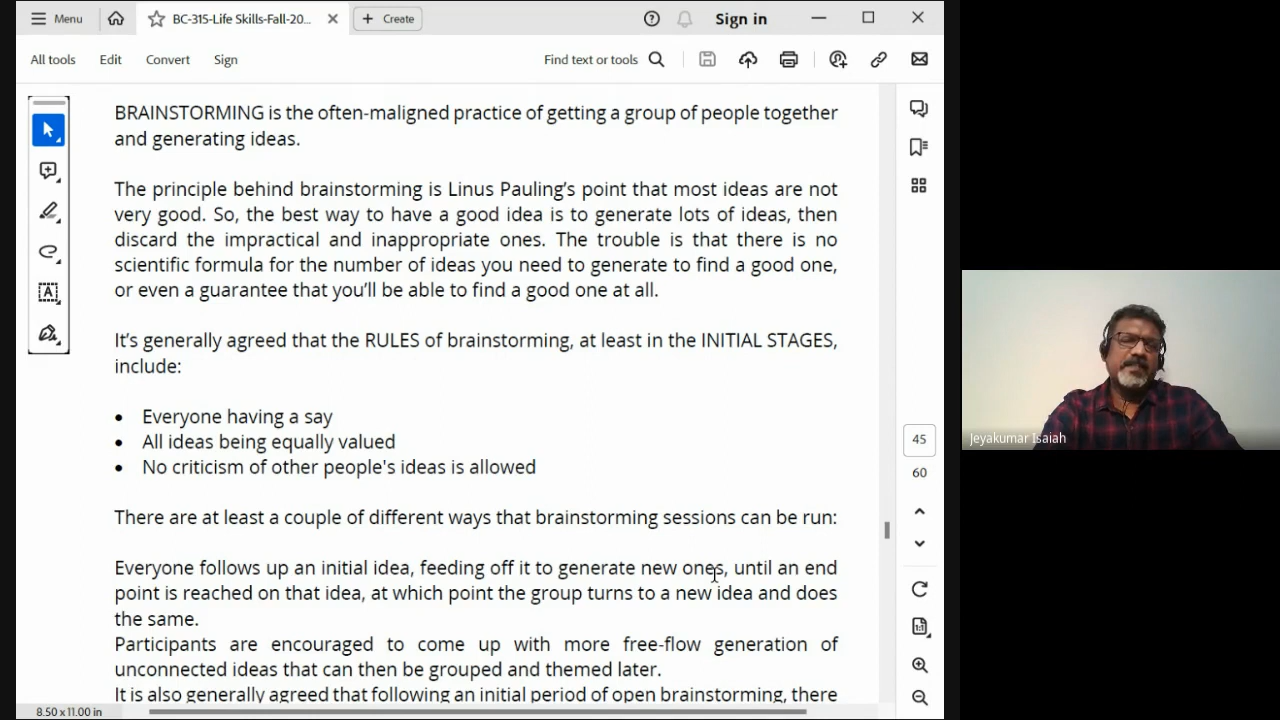 Menu
BC-315-Life Skills-Fall-20...
Create
Sign in
All tools
Edit
Convert
Sign
Find text or tools
BRAINSTORMING is the often-maligned practice of getting a group of people together
and generating ideas.
The principle behind brainstorming is Linus Pauling’s point that most ideas are not
very good. So, the best way to have a good idea is to generate lots of ideas, then
discard the impractical and inappropriate ones. The trouble is that there is no
scientific formula for the number of ideas you need to generate to find a good one,
or even a guarantee that you’ll be able to find a good one at all.
It’s generally agreed that the RULES of brainstorming, at least in the INITIAL STAGES,
include:
• Everyone having a say
• All ideas being equally valued
• No criticism of other people's ideas is allowed
There are at least a couple of different ways that brainstorming sessions can be run:
Everyone follows up an initial idea, feeding off it to generate new ones, until an end
point is reached on that idea, at which point the group turns to a new idea and does
the same.
Participants are encouraged to come up with more free-flow generation of
unconnected ideas that can then be grouped and themed later.
It is also generally agreed that following an initial period of open brainstorming, there
45
60
1:1
8.50 x 11.00 in
Jeyakumar Isaiah